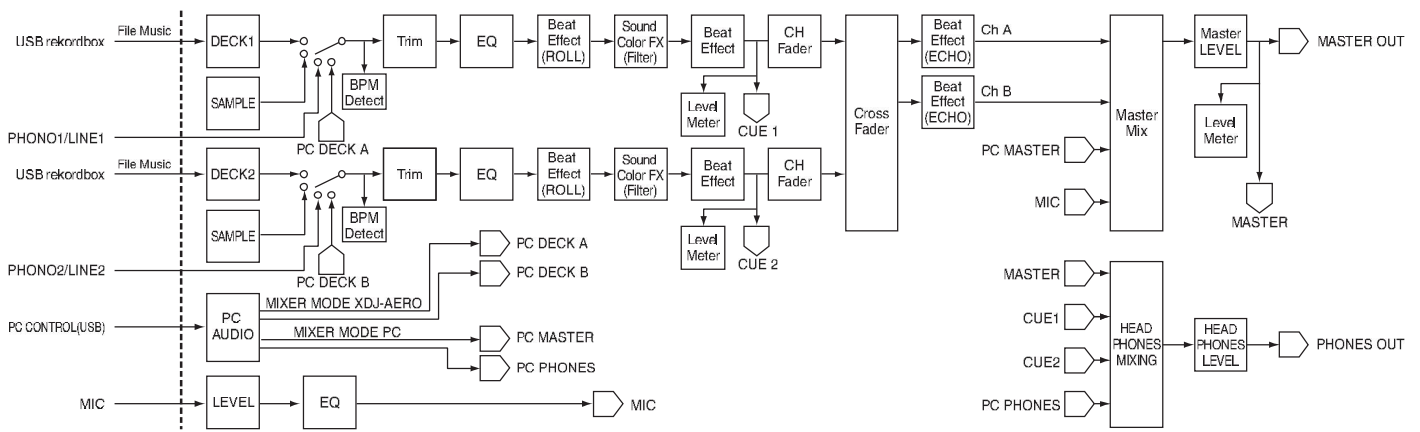 USB rekordbox
File Music
DECK1
SAMPLE
PHONO1/LINE1
PC DECK A
BPM
Detect
Trim
EQ
Beat
Effect
(ROLL)
Sound
Color FX
(Filter)
Beat
Effect
Level
Meter
CUE 1
CH
Fader
Cross
Fader
Beat
Effect
(ECHO)
Ch A
Beat
Effect
(ECHO)
Ch B
PC MASTER
MIC
Master
Mix
Master
LEVEL
Level
Meter
MASTER OUT
MASTER
USB rekordbox
File Music
DECK2
SAMPLE
PHONO2/LINE2
PC DECK B
BPM
Detect
Trim
EQ
Beat
Effect
(ROLL)
Sound
Color FX
(Filter)
Beat
Effect
Level
Meter
CUE 2
CH
Fader
PC CONTROL(USB)
PC
AUDIO
MIXER MODE XDJ-AERO
PC DECK A
PC DECK B
MIXER MODE PC
PC MASTER
PC PHONES
MIC
LEVEL
EQ
MIC
MASTER
CUE1
CUE2
PC PHONES
HEAD
PHONES
MIXING
HEAD
PHONES
LEVEL
PHONES OUT